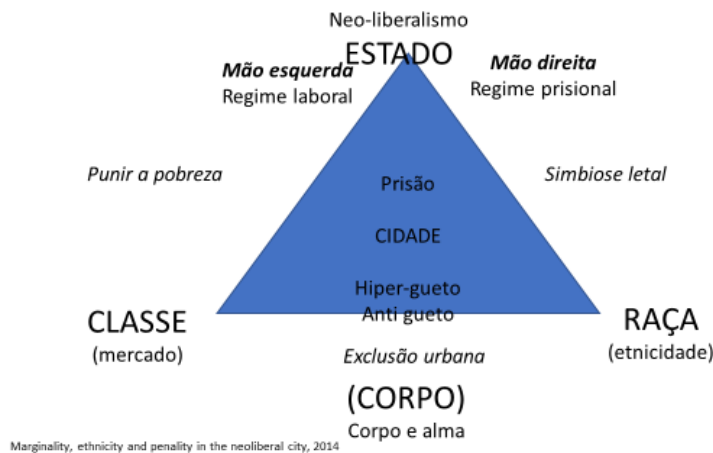 Neo-liberalismo
ESTADO
Mão esquerda
Regime laboral
Mão direita
Regime prisional
Punir a pobreza
Prisão
Simbiose letal
CIDADE
Hiper-gueto
Anti gueto
CLASSE
(mercado)
RAÇA
(etnicidade)
Exclusão urbana
(CORPO)
Corpo e alma
Marginality, ethnicity and penality in the neoliberal city, 2014